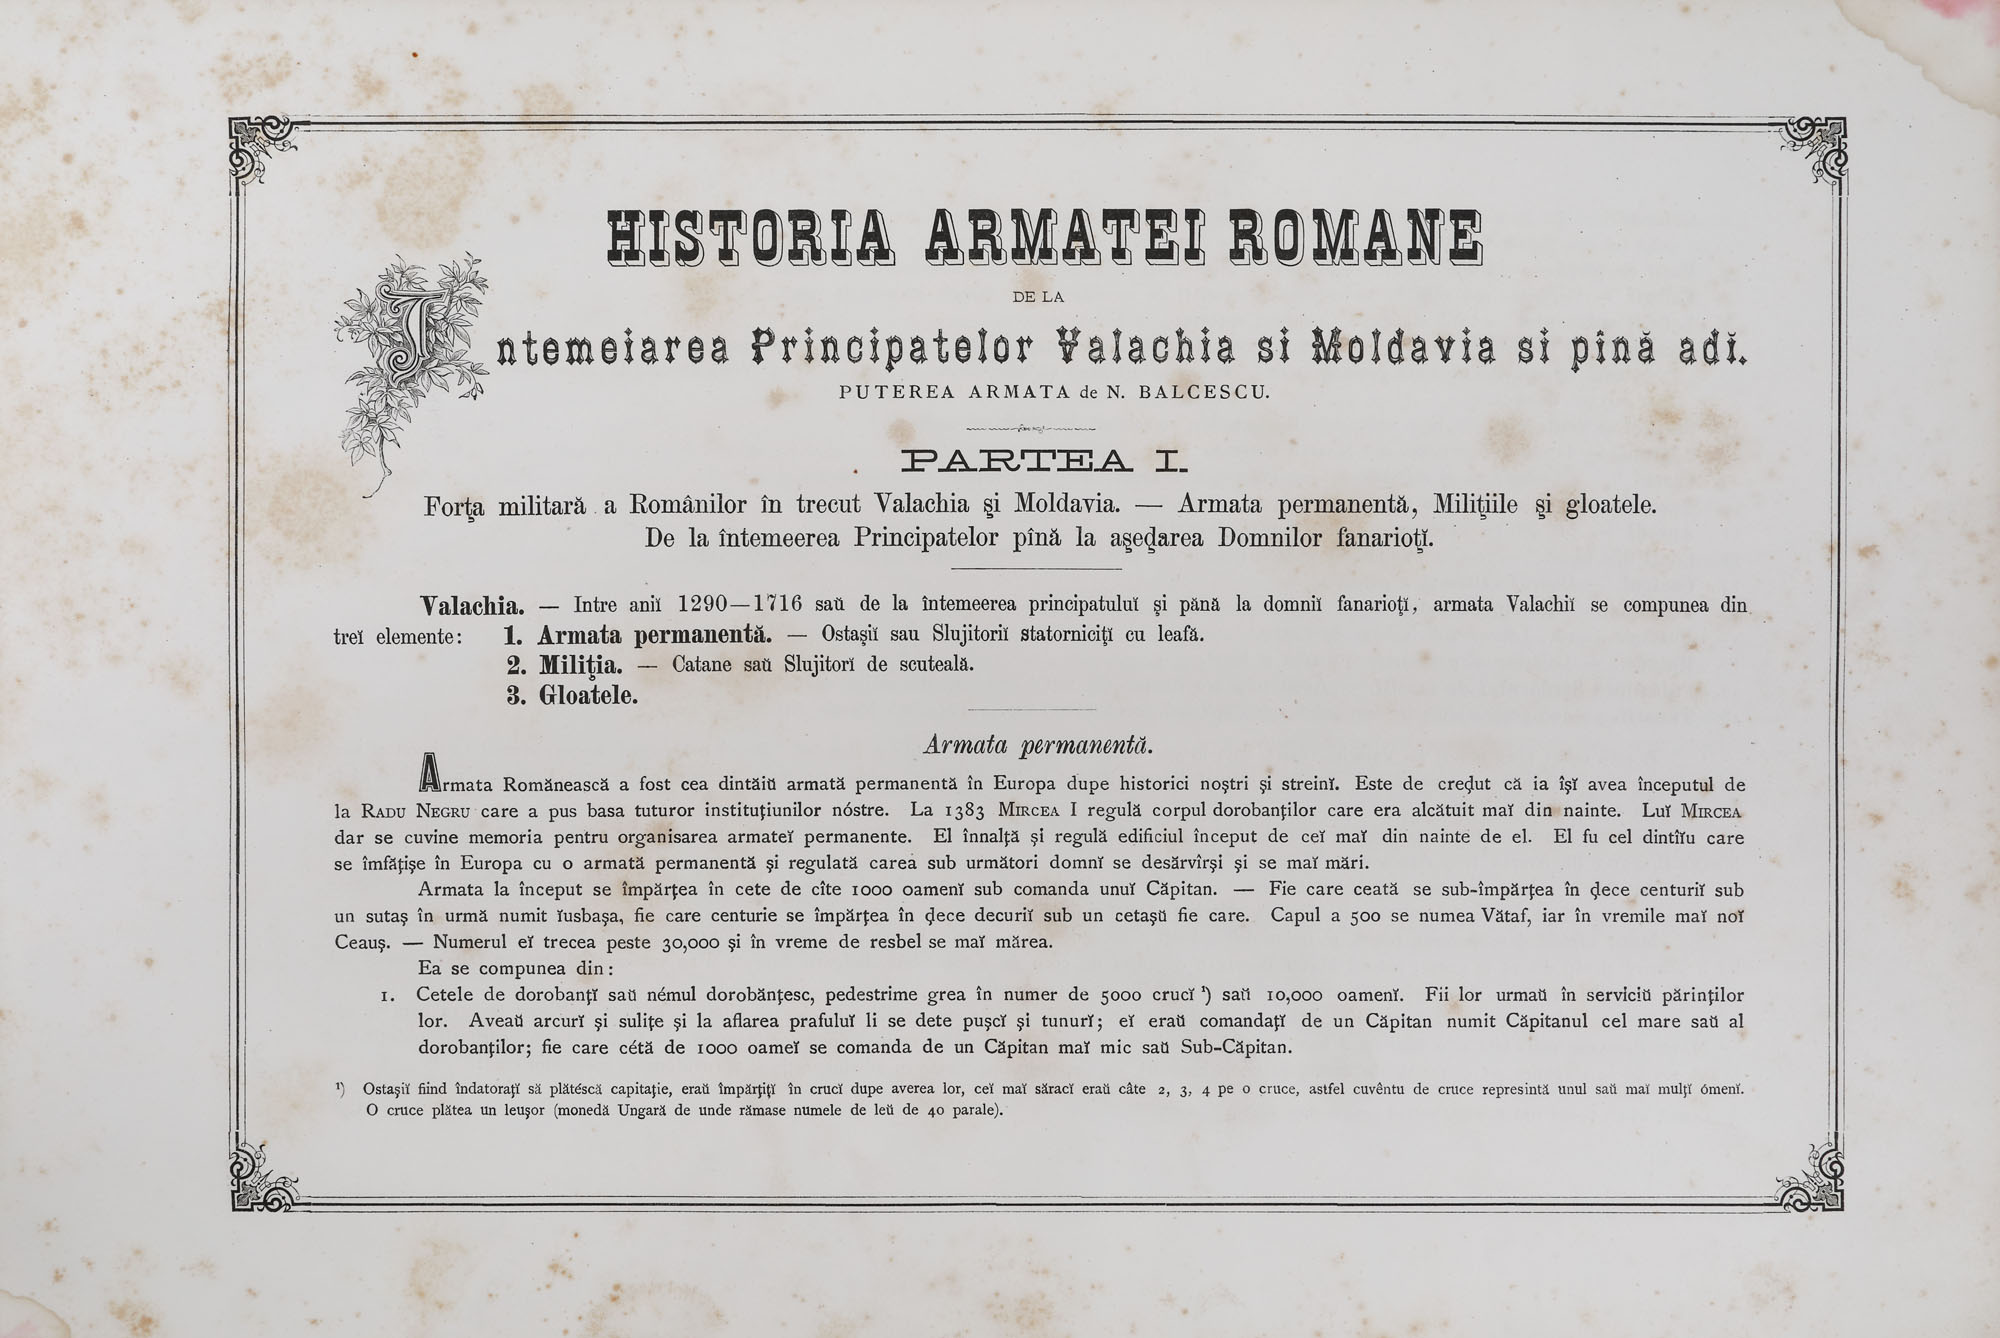 HISTORIA ARMATEI ROMANE
DE LA
Intemeiarea Principatelor Valachia si Moldavia si pînă adĭ.
PUTEREA ARMATA de N. BALCESCU.
PARTEA I.
Forţa militară a Românilor în trecut Valachia şi Moldavia. — Armata permanentă, Miliţiile şi gloatele.
De la întemeerea Principatelor pînă la aşeḑarea Domnilor fanarioţĭ.
Valachia. — Intre aniĭ 1290—1716 saŭ de la întemeerea principatuluĭ şi pănă la domniĭ fanarioţĭ, armata Valachiĭ se compunea din
treĭ elemente: 1. Armata permanentă. — Ostaşiĭ sau Slujitoriĭ statorniciţĭ cu leafă.
2. Miliţia. — Catane saŭ Slujitorĭ de scuteală.
3. Gloatele.
Armata permanentă.
Armata Românească a fost cea dintăiŭ armată permanentă în Europa dupe historici noştri şi streinĭ. Este de creḑut că ia îşĭ avea începutul de
la RADU NEGRU care a pus basa tuturor instituţiunilor nóstre. La 1383 MIRCEA I regulă corpul dorobanţilor care era alcătuit maĭ din nainte. Luĭ MIRCEA
dar se cuvine memoria pentru organisarea armateĭ permanente. El înnalţă şi regulă edificiul început de ceĭ maĭ din nainte de el. El fu cel dintîĭu care
se îmfăţişe în Europa cu o armată permanentă şi regulată carea sub următori domnĭ se desărvîrşi şi se maĭ mări.
Armata la început se împărţea în cete de cîte 1000 oamenĭ sub comanda unuĭ Căpitan. — Fie care ceată se sub-împărţea în ḑece centuriĭ sub
un sutaş în urmă numit ĭusbaşa, fie care centurie se împărţea în ḑece decuriĭ sub un cetaşŭ fie care. Capul a 500 se numea Vătaf, iar în vremile maĭ noĭ
Ceauş. — Numerul eĭ trecea peste 30,000 şi în vreme de resbel se maĭ mărea.
Ea se compunea din:
1. Cetele de dorobanţĭ saŭ némul dorobănţesc, pedestrime grea în numer de 5000 crucĭ ¹) saŭ 10,000 oamenĭ. Fii lor urmaŭ în serviciŭ părinţilor
lor. Aveaŭ arcurĭ şi suliţe şi la aflarea prafuluĭ li se dete puşcĭ şi tunurĭ; eĭ eraŭ comandaţĭ de un Căpitan numit Căpitanul cel mare saŭ al
dorobanţilor; fie care cétă de 1000 oameĭ se comanda de un Căpitan maĭ mic saŭ Sub-Căpitan.
¹) Ostaşiĭ fiind îndatoraţĭ să plătéscă capitaţie, eraŭ împărţiţĭ în crucĭ dupe averea lor, ceĭ maĭ săracĭ eraŭ câte 2, 3, 4 pe o cruce, astfel cuvêntu de cruce represintă unul saŭ maĭ mulţĭ ómenĭ.
O cruce plătea un leuşor (monedă Ungară de unde rămase numele de leŭ de 40 parale).